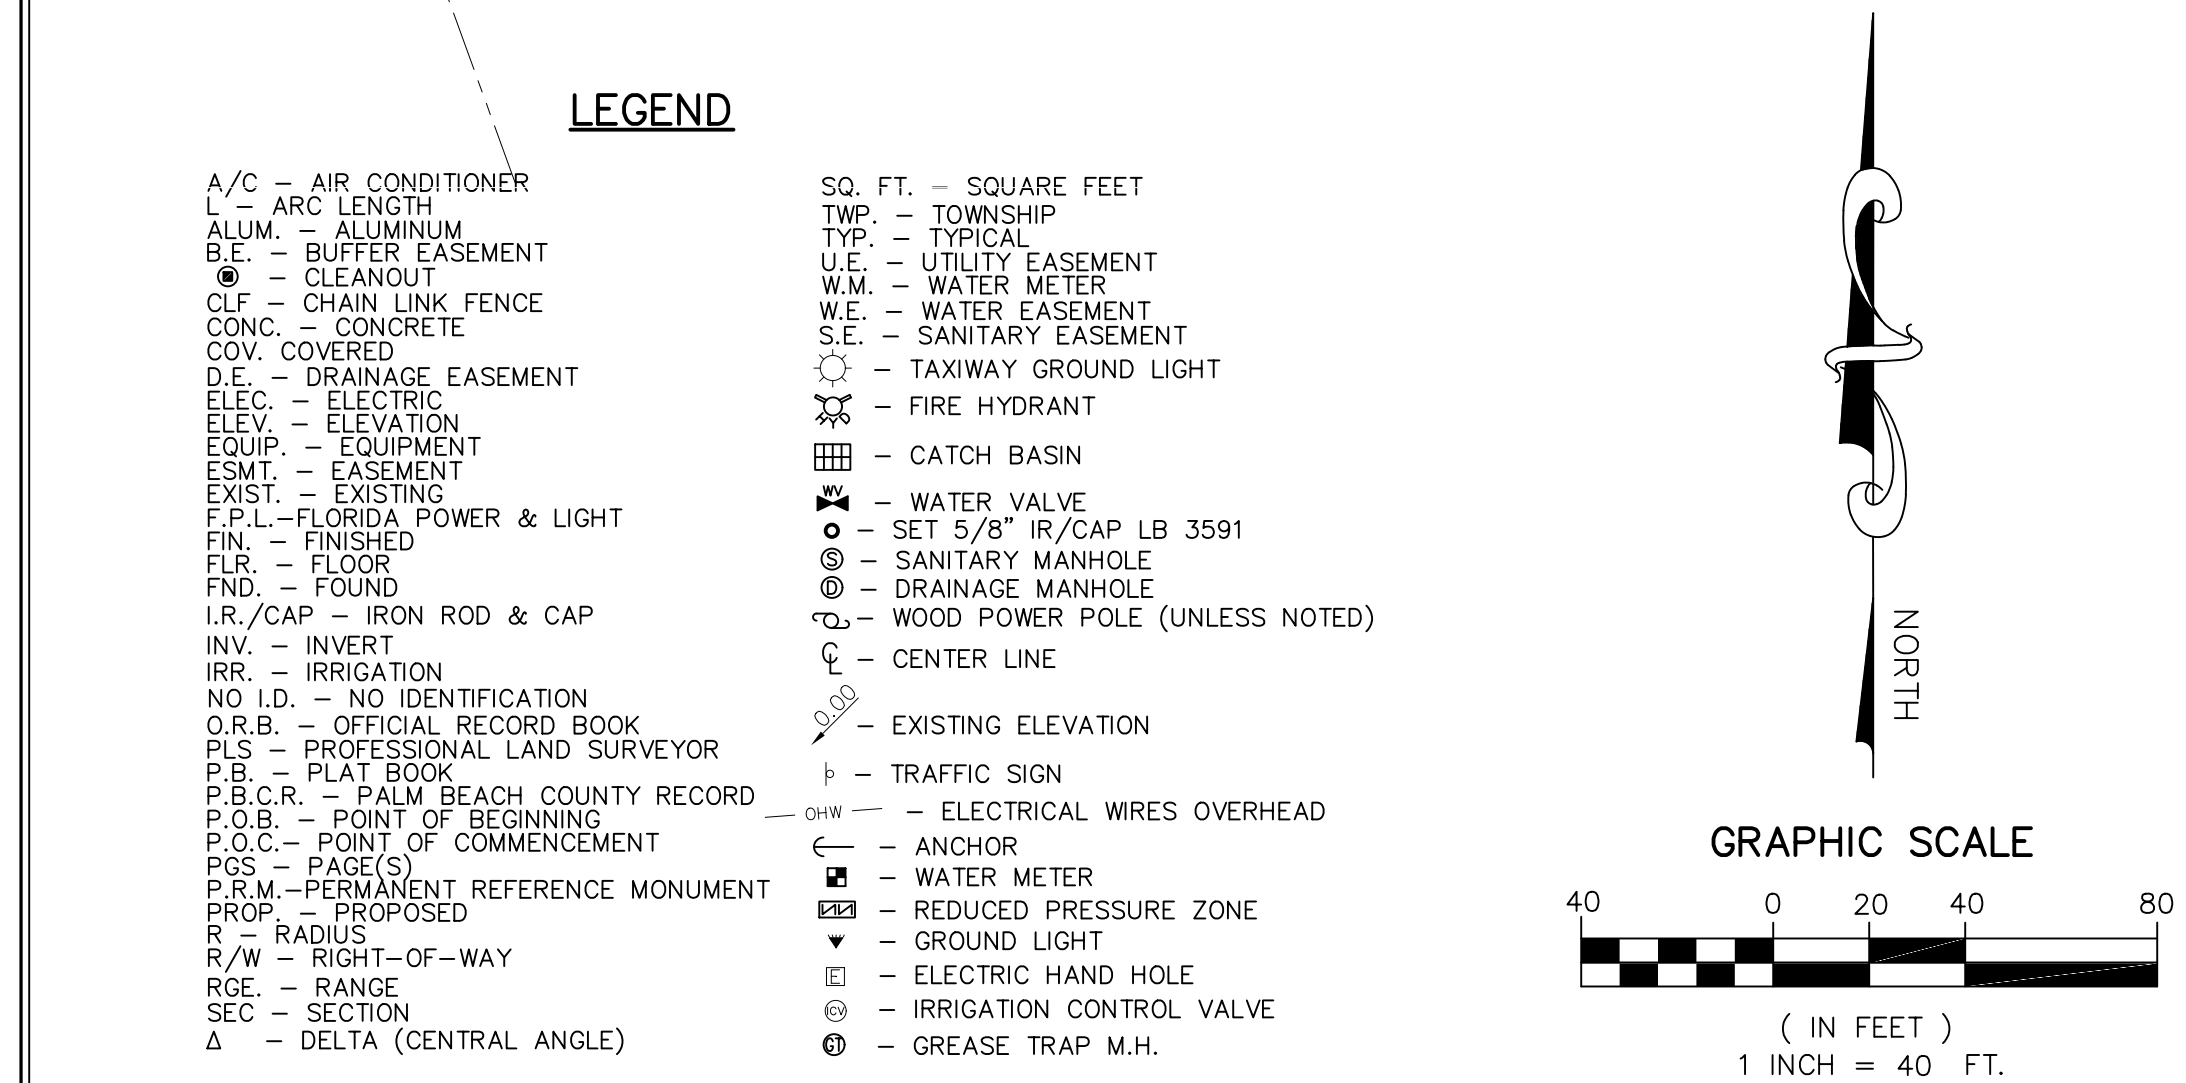 LEGEND
A/C – AIR CONDITIONER
L – ARC LENGTH
ALUM. – ALUMINUM
B.E. – BUFFER EASEMENT
– CLEANOUT
CLF – CHAIN LINK FENCE
CONC. – CONCRETE
COV. COVERED
D.E. – DRAINAGE EASEMENT
ELEC. – ELECTRIC
ELEV. – ELEVATION
EQUIP. – EQUIPMENT
ESMT. – EASEMENT
EXIST. – EXISTING
F.P.L.–FLORIDA POWER & LIGHT
FIN. – FINISHED
FLR. – FLOOR
FND. – FOUND
I.R./CAP – IRON ROD & CAP
INV. – INVERT
IRR. – IRRIGATION
NO I.D. – NO IDENTIFICATION
O.R.B. – OFFICIAL RECORD BOOK
PLS – PROFESSIONAL LAND SURVEYOR
P.B. – PLAT BOOK
P.B.C.R. – PALM BEACH COUNTY RECORD
P.O.B. – POINT OF BEGINNING
P.O.C.– POINT OF COMMENCEMENT
PGS – PAGE(S)
P.R.M.–PERMANENT REFERENCE MONUMENT
PROP. – PROPOSED
R – RADIUS
R/W – RIGHT–OF–WAY
RGE. – RANGE
SEC – SECTION
Δ – DELTA (CENTRAL ANGLE)
SQ. FT. = SQUARE FEET
TWP. – TOWNSHIP
TYP. – TYPICAL
U.E. – UTILITY EASEMENT
W.M. – WATER METER
W.E. – WATER EASEMENT
S.E. – SANITARY EASEMENT
– TAXIWAY GROUND LIGHT
– FIRE HYDRANT
– CATCH BASIN
WV – WATER VALVE
– SET 5/8” IR/CAP LB 3591
S – SANITARY MANHOLE
D – DRAINAGE MANHOLE
– WOOD POWER POLE (UNLESS NOTED)
℄ – CENTER LINE
0.00 – EXISTING ELEVATION
– TRAFFIC SIGN
OHW – ELECTRICAL WIRES OVERHEAD
– ANCHOR
– WATER METER
– REDUCED PRESSURE ZONE
– GROUND LIGHT
E – ELECTRIC HAND HOLE
ICV – IRRIGATION CONTROL VALVE
GT – GREASE TRAP M.H.
NORTH
GRAPHIC SCALE
40 0 20 40 80
( IN FEET )
1 INCH = 40 FT.